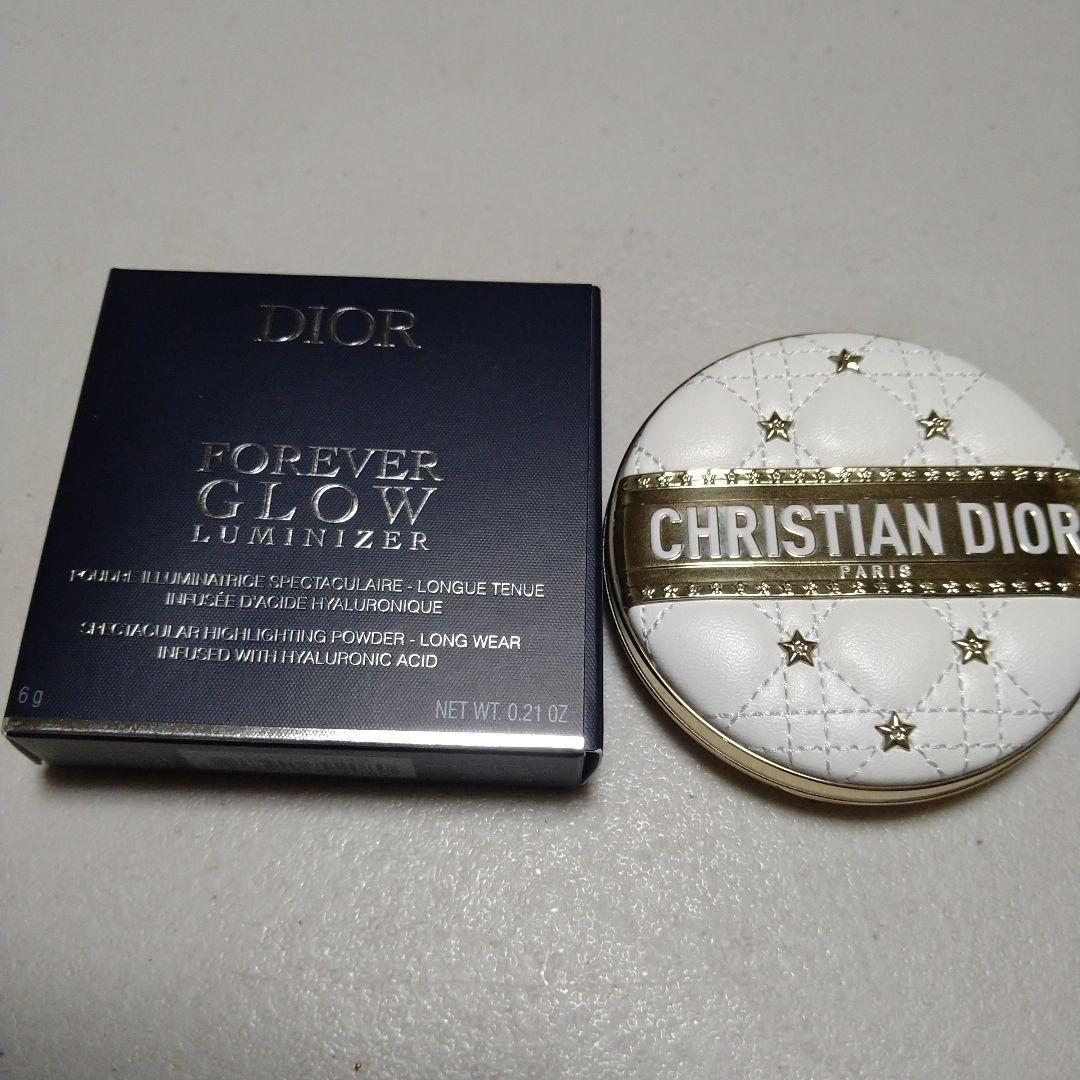 DIOR
FOREVER
GLOW
LUMINIZER
POUDRE ILLUMINATRICE SPECTACULAIRE - LONGUE TENUE
INFUSÉE D'ACIDE HYALURONIQUE
SPECTACULAR HIGHLIGHTING POWDER - LONG WEAR
INFUSED WITH HYALURONIC ACID
6 g
NET WT. 0.21 OZ
CHRISTIAN DIOR
PARIS